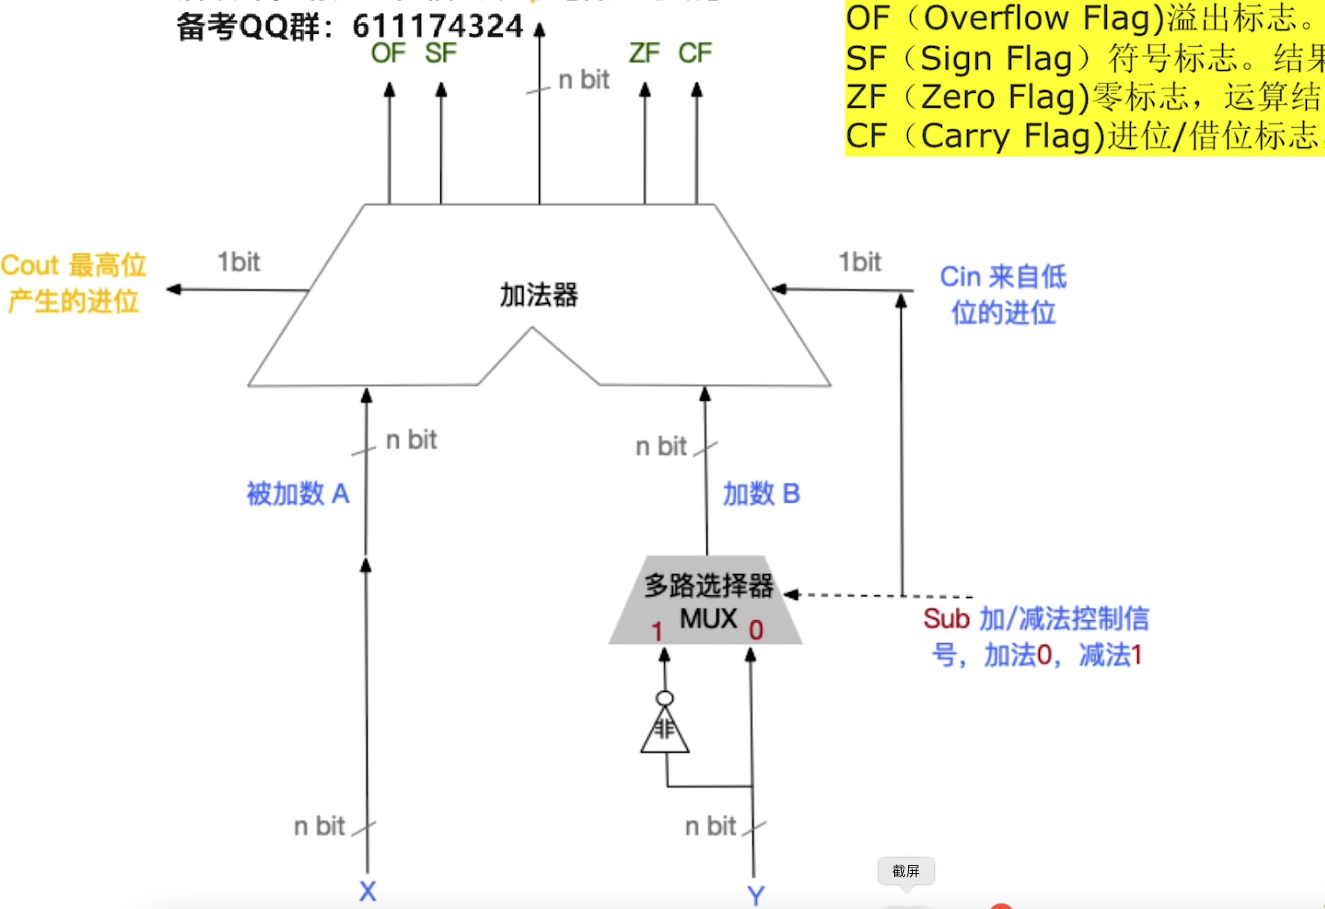 备考QQ群：611174324
OF（Overflow Flag)溢出标志。
SF（Sign Flag）符号标志。结果
ZF（Zero Flag)零标志，运算结
CF（Carry Flag)进位/借位标志
OF SF ZF CF
n bit
Cout 最高位
产生的进位
1bit
加法器
1bit
Cin 来自低
位的进位
n bit
n bit
被加数 A
加数 B
多路选择器
MUX
1 0
Sub 加/减法控制信
号，加法0，减法1
非
n bit
n bit
X
Y
截屏